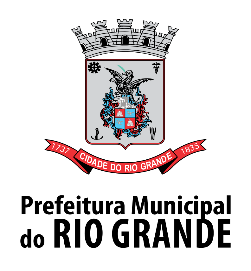 1737 CIDADE DO RIO GRANDE 1835
Prefeitura Municipal
do RIO GRANDE